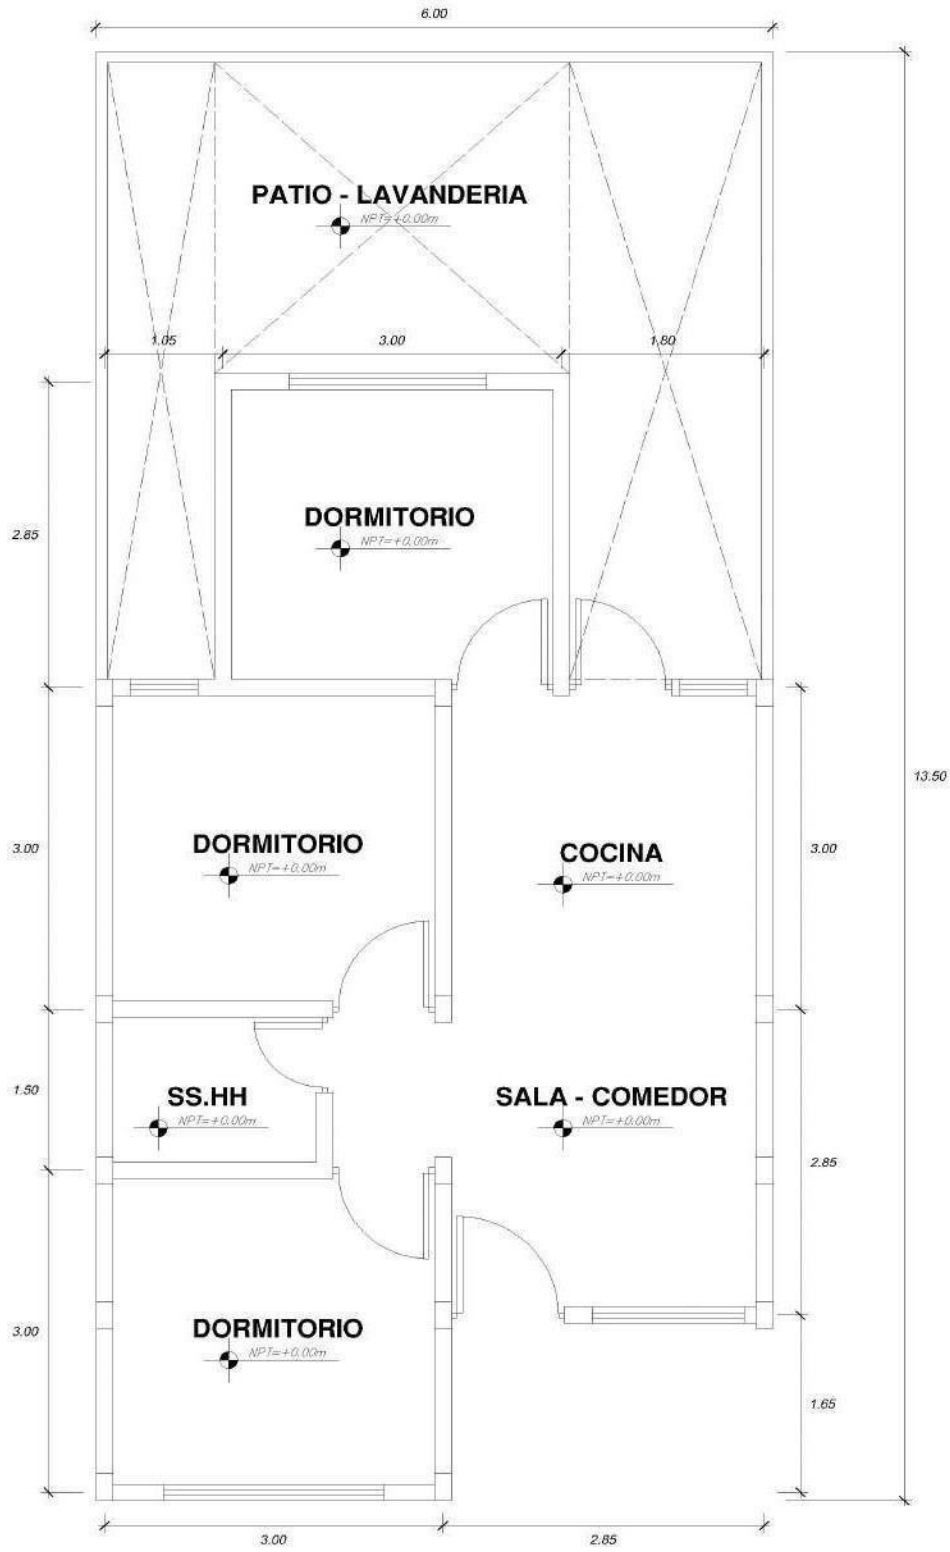 6.00
PATIO - LAVANDERIA
NPT=+0.00m
1.05
3.00
1.80
DORMITORIO
NPT=+0.00m
2.85
13.50
DORMITORIO
NPT=+0.00m
3.00
COCINA
NPT=+0.00m
3.00
SS.HH
NPT=+0.00m
1.50
SALA - COMEDOR
NPT=+0.00m
2.85
DORMITORIO
NPT=+0.00m
3.00
1.65
3.00
2.85